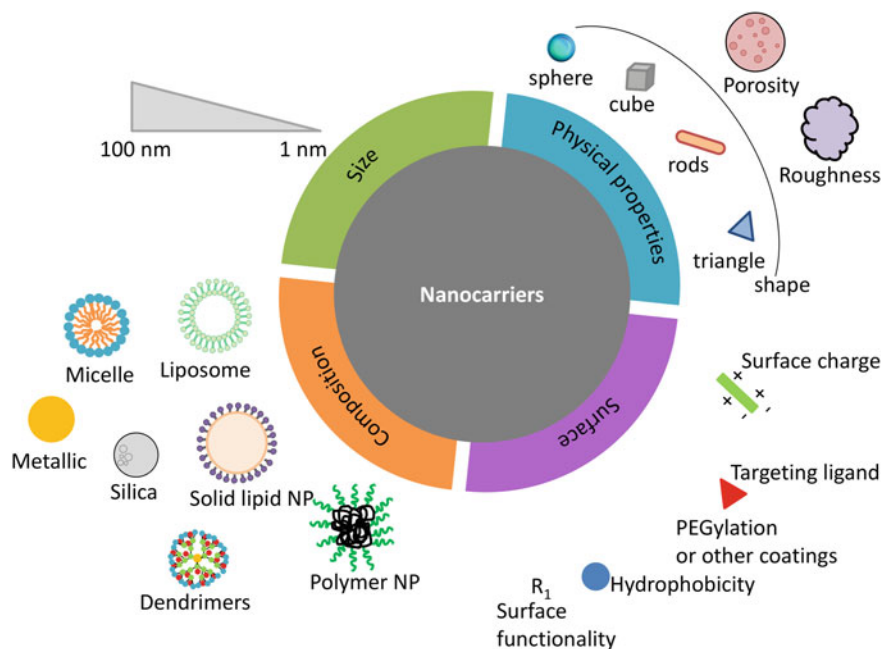 sphere
cube
Porosity
rods
Roughness
triangle
shape
100 nm
1 nm
Size
Physical properties
Nanocarriers
Composition
Surface
Micelle
Liposome
Metallic
Silica
Solid lipid NP
Dendrimers
Polymer NP
Surface charge
+
+
+
-
-
Targeting ligand
PEGylation
or other coatings
Hydrophobicity
R1
Surface
functionality